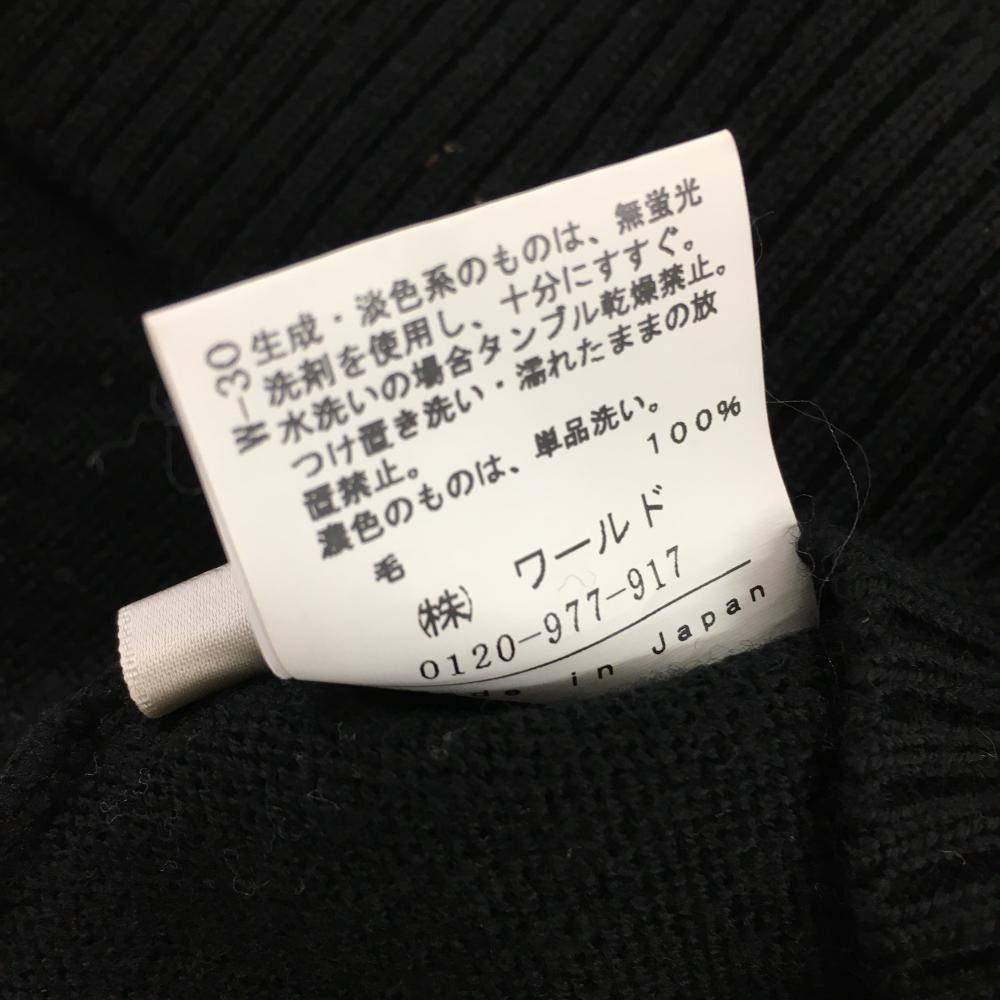 W-30
生成・淡色系のものは、無蛍光
洗剤を使用し、十分にすすぐ。
水洗いの場合タンブル乾燥禁止。
つけ置き洗い・濡れたままの放
置禁止。
濃色のものは、単品洗い。
毛 100%
(株) ワールド
0120-977-917
in Japan